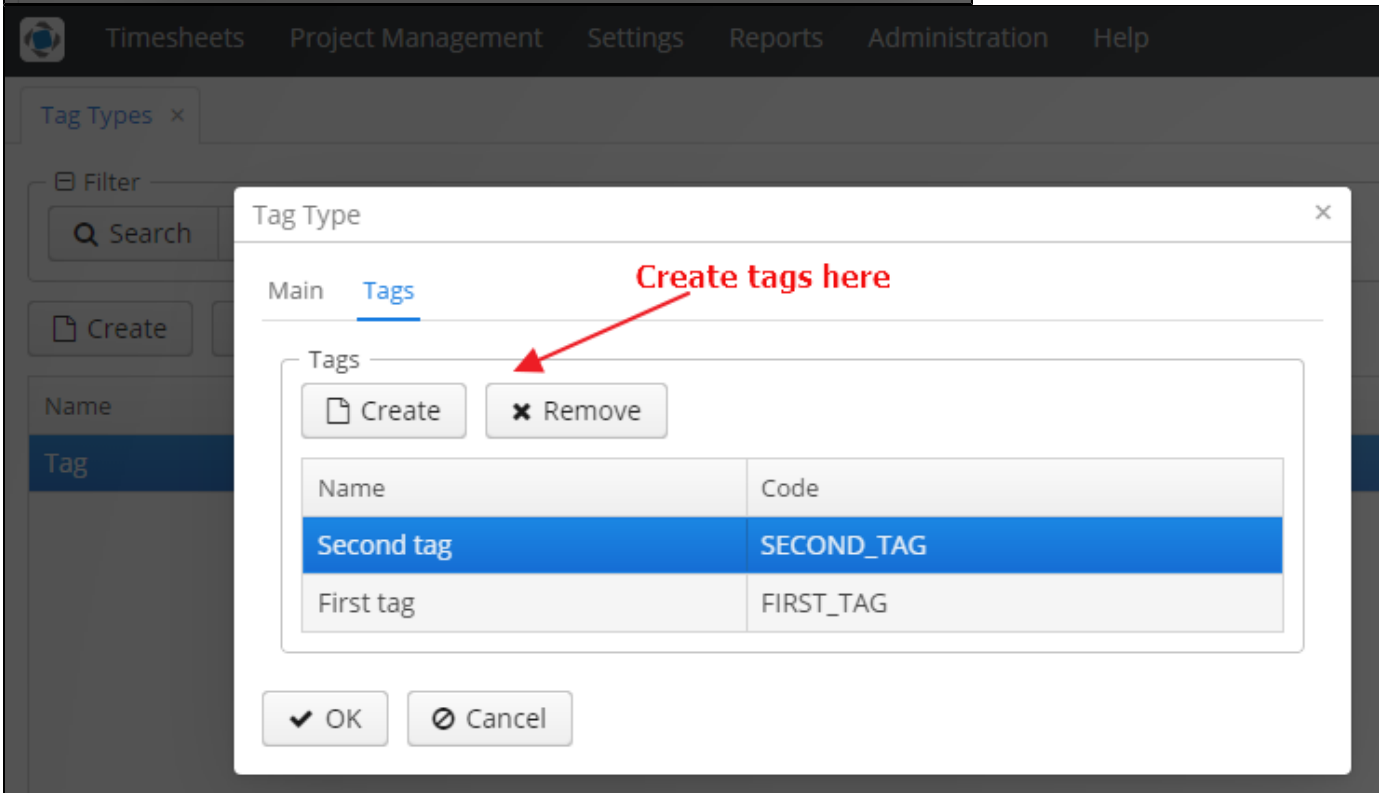 Timesheets Project Management Settings Reports Administration Help
Tag Types ×
Filter
Search
Tag Type ×
Main Tags
Create tags here
Create
Tags
Create Remove
Name
Name Code
Tag
Second tag SECOND_TAG
First tag FIRST_TAG
OK Cancel